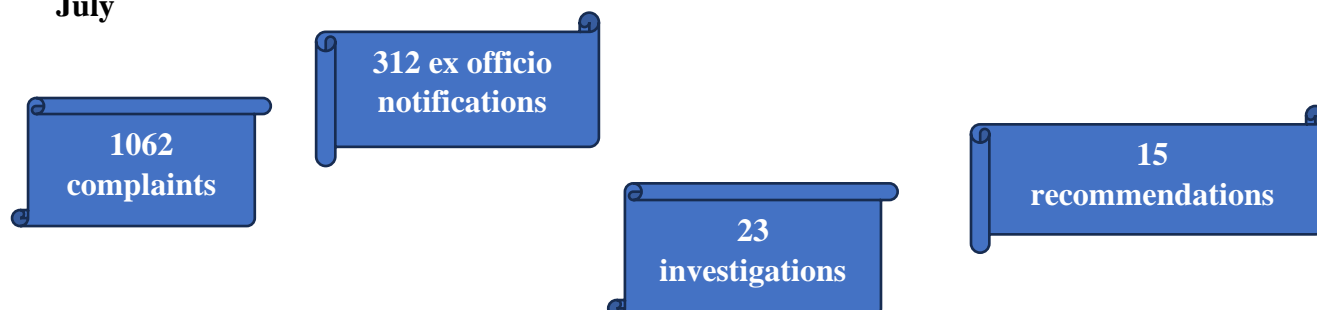 July
312 ex officio
notifications
1062
complaints
15
recommendations
23
investigations